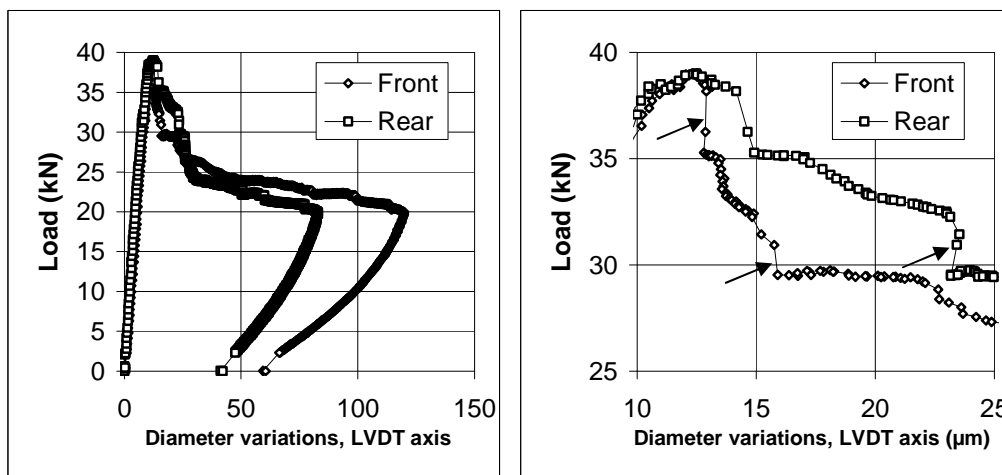 40
35
30
25
20
15
10
5
0
Load (kN)
Front
Rear
0 50 100 150
Diameter variations, LVDT axis
40
35
30
25
Load (kN)
Front
Rear
10 15 20 25
Diameter variations, LVDT axis (µm)